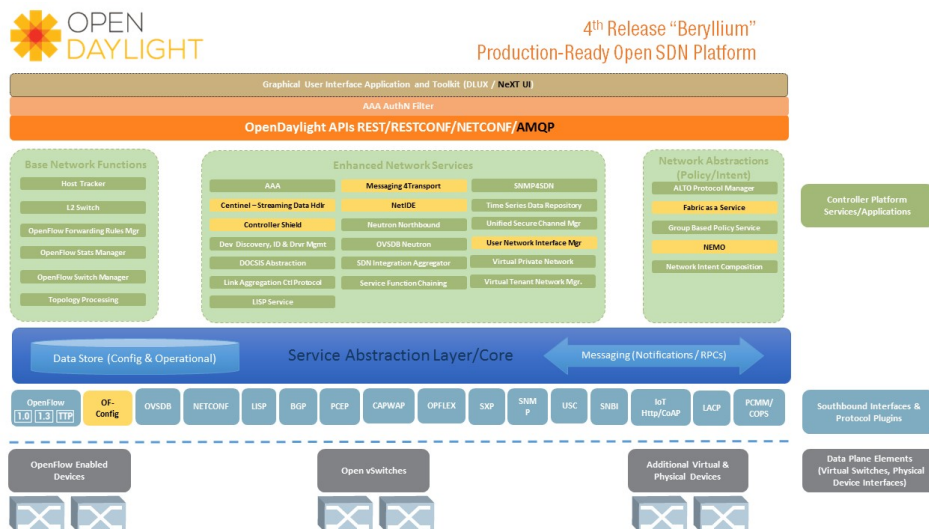 OPEN
DAYLIGHT
4th Release “Beryllium”
Production-Ready Open SDN Platform
Graphical User Interface Application and Toolkit (DLUX / NeXT UI)
AAA AuthN Filter
OpenDaylight APIs REST/RESTCONF/NETCONF/AMQP
Base Network Functions
Host Tracker
L2 Switch
OpenFlow Forwarding Rules Mgr
OpenFlow Stats Manager
OpenFlow Switch Manager
Topology Processing
Enhanced Network Services
AAA
Centinel – Streaming Data Hdlr
Controller Shield
Dev Discovery, ID & Drvr Mgmt
DOCSIS Abstraction
Link Aggregation Ctl Protocol
LISP Service
Messaging 4Transport
NetIDE
Neutron Northbound
OVSDB Neutron
SDN Integration Aggregator
Service Function Chaining
SNMP4SDN
Time Series Data Repository
Unified Secure Channel Mgr
User Network Interface Mgr
Virtual Private Network
Virtual Tenant Network Mgr.
Network Abstractions
(Policy/Intent)
ALTO Protocol Manager
Fabric as a Service
Group Based Policy Service
NEMO
Network Intent Composition
Controller Platform
Services/Applications
Data Store (Config & Operational)
Service Abstraction Layer/Core
Messaging (Notifications / RPCs)
OpenFlow
1.0 1.3 TTP
OF-
Config
OVSDB
NETCONF
LISP
BGP
PCEP
CAPWAP
OPFLEX
SXP
SNM
P
USC
SNBI
IoT
Http/CoAP
LACP
PCMM/
COPS
Southbound Interfaces &
Protocol Plugins
OpenFlow Enabled
Devices
Open vSwitches
Additional Virtual &
Physical Devices
Data Plane Elements
(Virtual Switches, Physical
Device Interfaces)